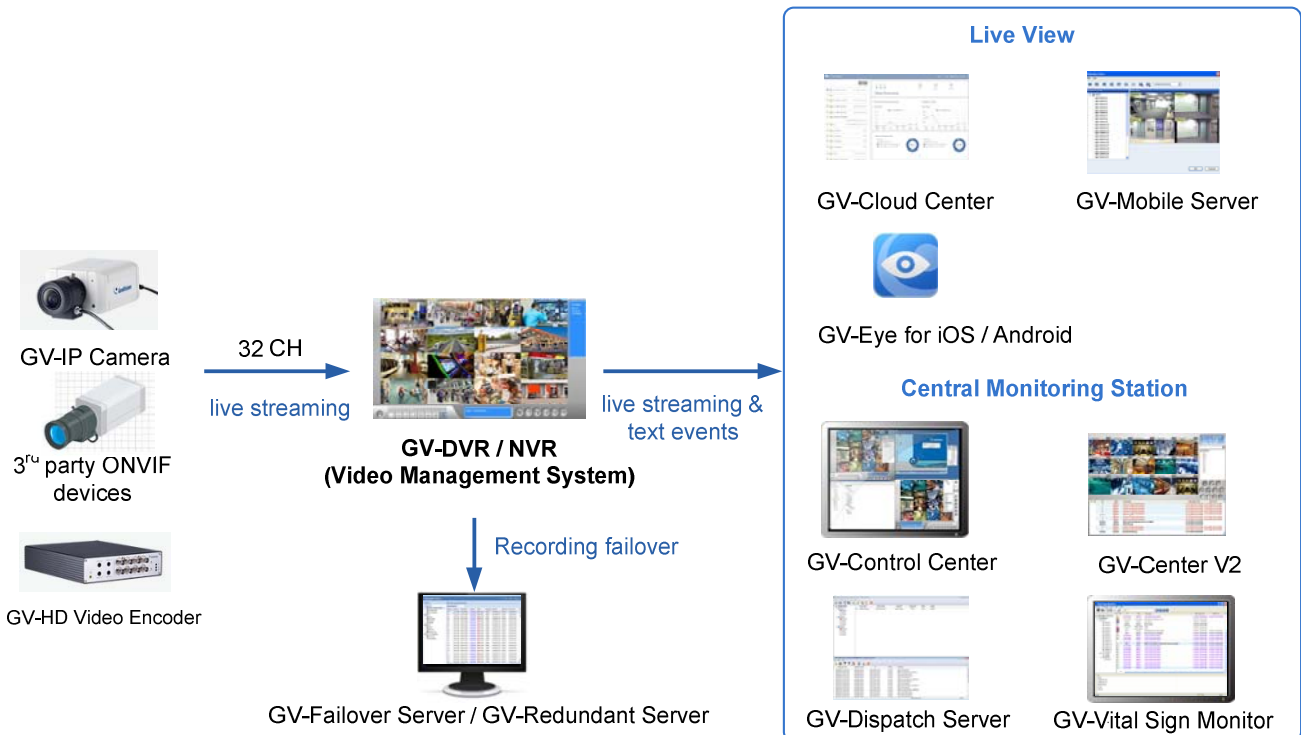 Live View
GV-Cloud Center
GV-Mobile Server
GV-Eye for iOS / Android
GV-IP Camera
32 CH
live streaming
live streaming &
text events
3rd party ONVIF
devices
GV-DVR / NVR
(Video Management System)
Central Monitoring Station
GV-Control Center
GV-Center V2
GV-HD Video Encoder
Recording failover
GV-Failover Server / GV-Redundant Server
GV-Dispatch Server
GV-Vital Sign Monitor